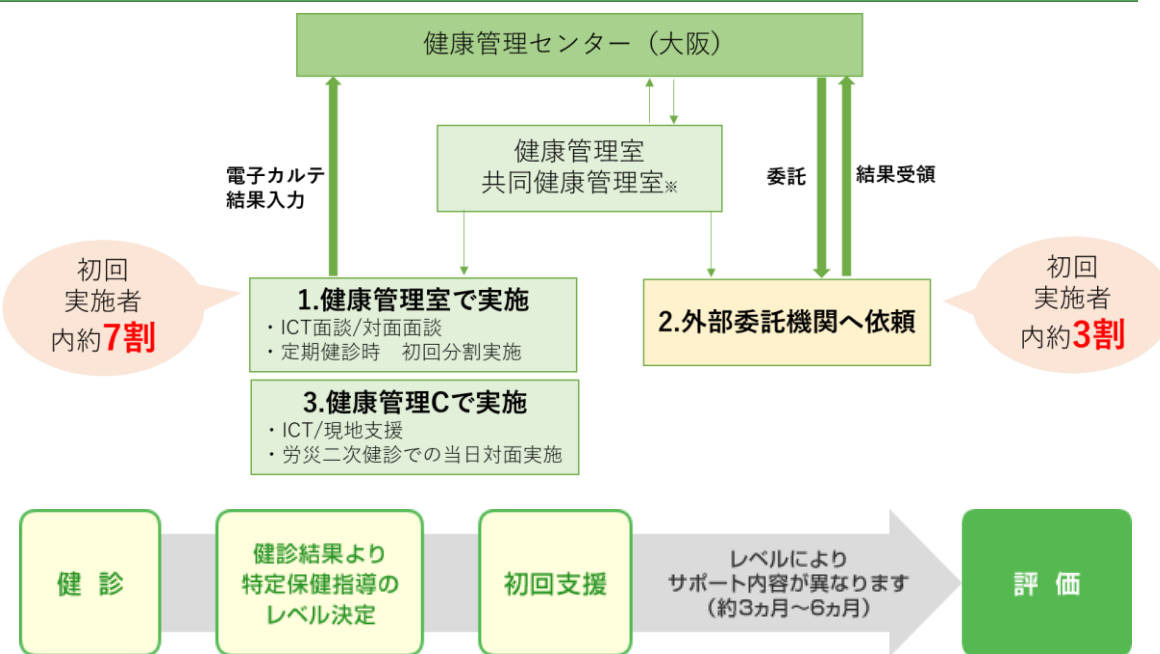 健康管理センター（大阪）
健康管理室
共同健康管理室※
電子カルテ
結果入力
委託
結果受領
初回
実施者
内約7割
1.健康管理室で実施
・ICT面談/対面面談
・定期健診時　初回分割実施
2.外部委託機関へ依頼
初回
実施者
内約3割
3.健康管理Cで実施
・ICT/現地支援
・労災二次健診での当日対面実施
健 診
健診結果より
特定保健指導の
レベル決定
初回支援
レベルにより
サポート内容が異なります
（約3ヵ月～6ヵ月）
評 価